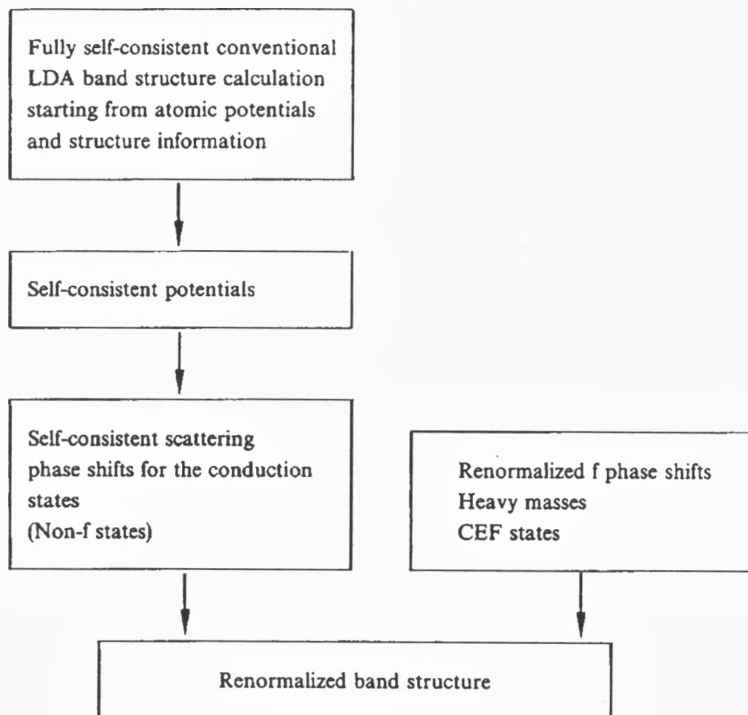 Fully self-consistent conventional
LDA band structure calculation
starting from atomic potentials
and structure information
Self-consistent potentials
Self-consistent scattering
phase shifts for the conduction
states
(Non-f states)
Renormalized f phase shifts
Heavy masses
CEF states
Renormalized band structure